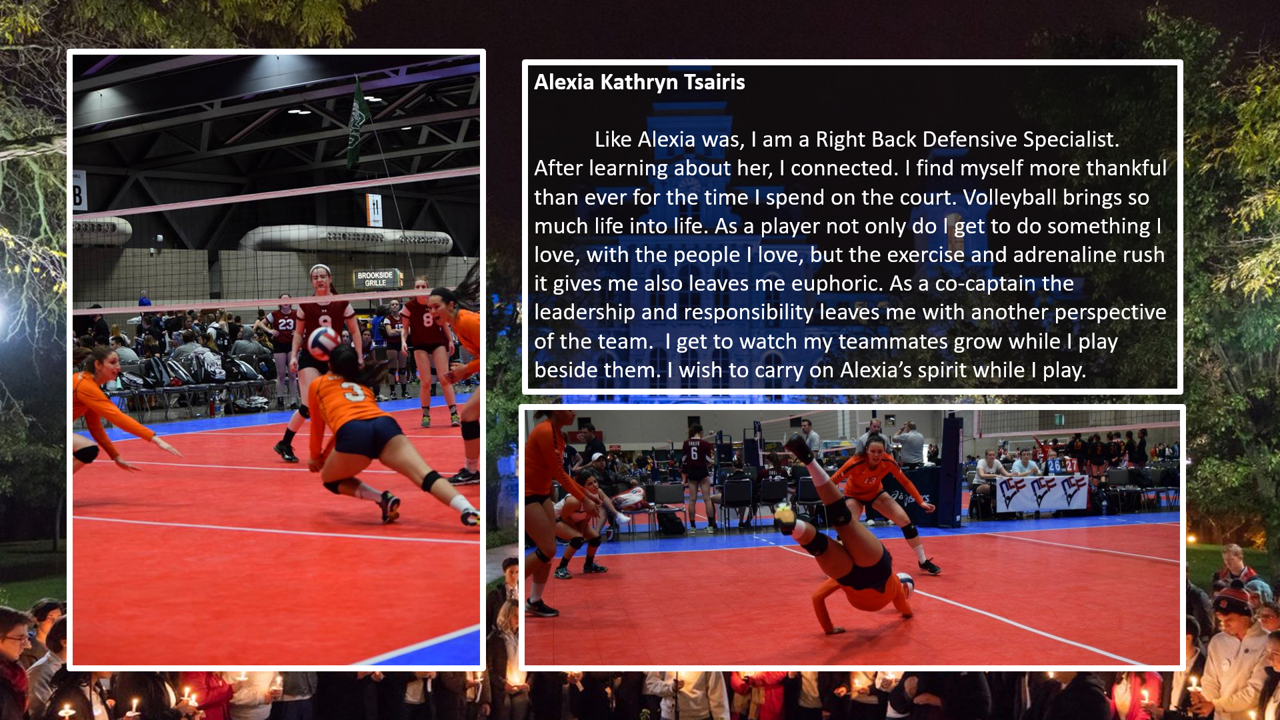 Alexia Kathryn Tsairis
Like Alexia was, I am a Right Back Defensive Specialist.
After learning about her, I connected. I find myself more thankful
than ever for the time I spend on the court. Volleyball brings so
much life into life. As a player not only do I get to do something I
love, with the people I love, but the exercise and adrenaline rush
it gives me also leaves me euphoric. As a co-captain the
leadership and responsibility leaves me with another perspective
of the team.  I get to watch my teammates grow while I play
beside them. I wish to carry on Alexia’s spirit while I play.
B
11
BROOKSIDE
GRILLE
23
9
8
3
6
13
26 27
asics